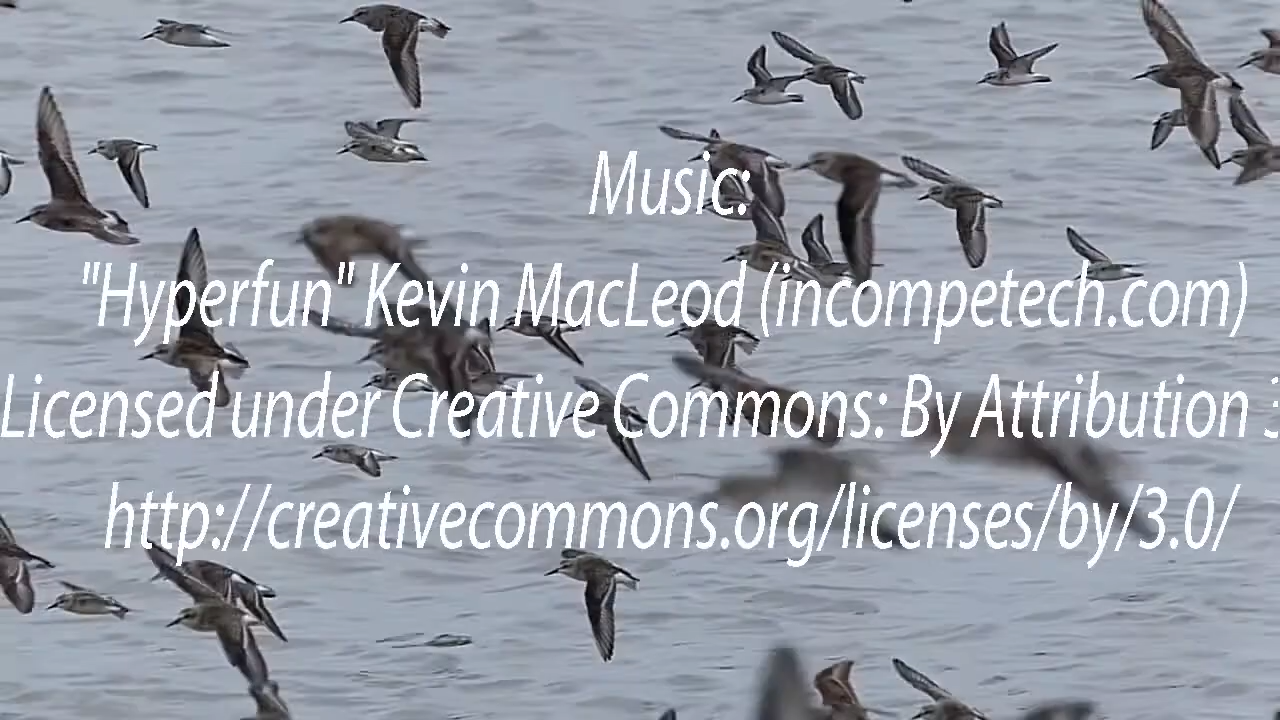 Music:
"Hyperfun" Kevin MacLeod (incompetech.com)
Licensed under Creative Commons: By Attribution 3
http://creativecommons.org/licenses/by/3.0/